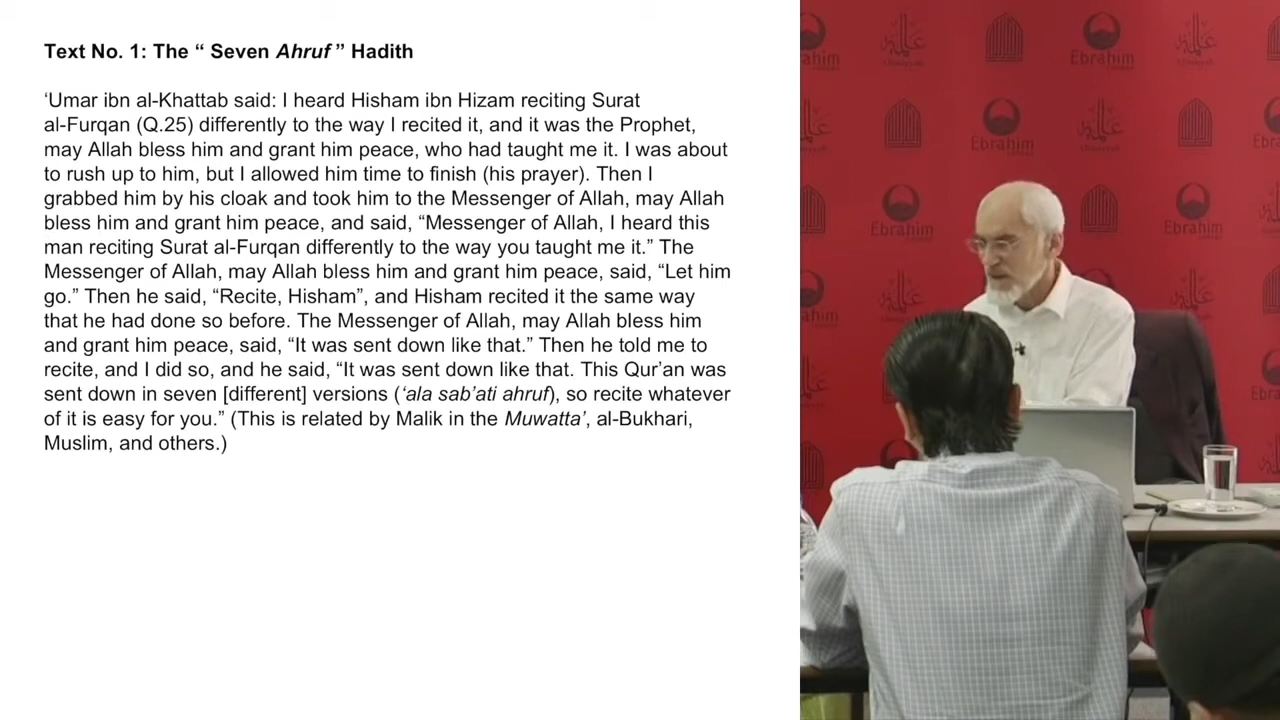 Text No. 1: The “ Seven Ahruf ” Hadith
‘Umar ibn al-Khattab said: I heard Hisham ibn Hizam reciting Surat
al-Furqan (Q.25) differently to the way I recited it, and it was the Prophet,
may Allah bless him and grant him peace, who had taught me it. I was about
to rush up to him, but I allowed him time to finish (his prayer). Then I
grabbed him by his cloak and took him to the Messenger of Allah, may Allah
bless him and grant him peace, and said, “Messenger of Allah, I heard this
man reciting Surat al-Furqan differently to the way you taught me it.” The
Messenger of Allah, may Allah bless him and grant him peace, said, “Let him
go.” Then he said, “Recite, Hisham”, and Hisham recited it the same way
that he had done so before. The Messenger of Allah, may Allah bless him
and grant him peace, said, “It was sent down like that.” Then he told me to
recite, and I did so, and he said, “It was sent down like that. This Qur’an was
sent down in seven [different] versions (‘ala sab’ati ahruf), so recite whatever
of it is easy for you.” (This is related by Malik in the Muwatta’, al-Bukhari,
Muslim, and others.)
Ebrahim
Ebrahim
Ebrahim
Ebrahim